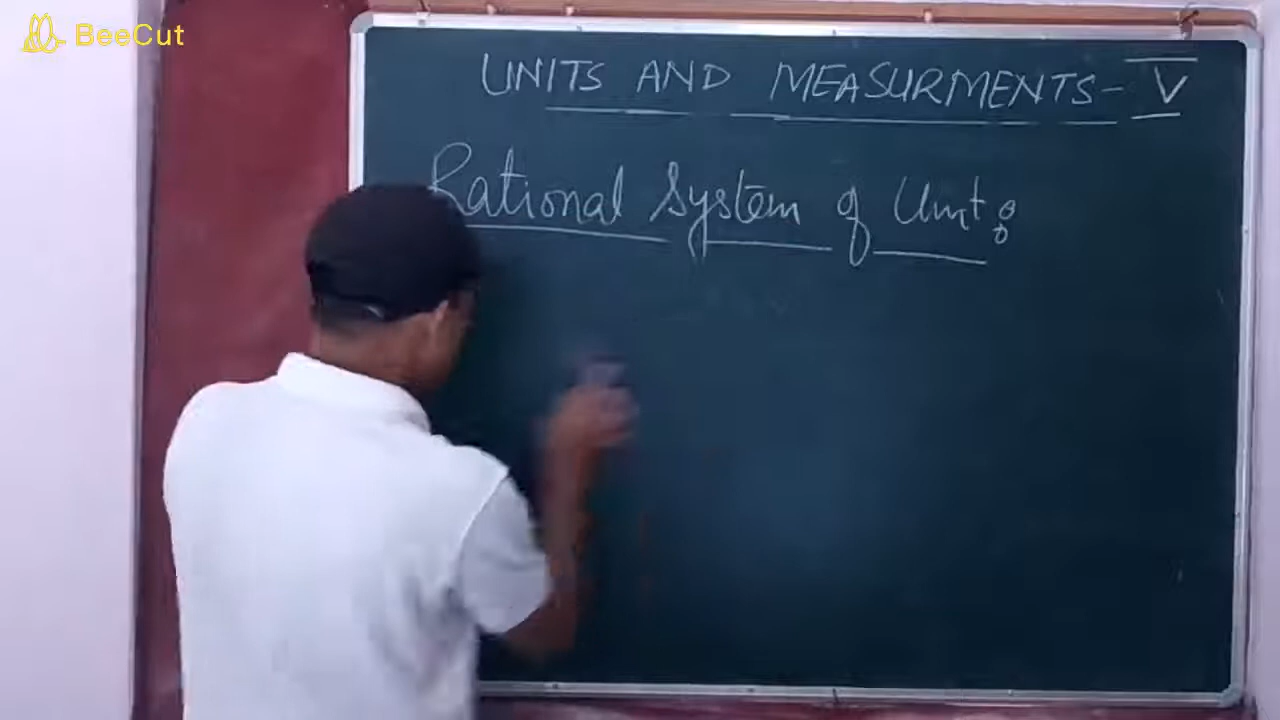 BeeCut
UNITS AND MEASURMENTS - V
Rational System of Unit :